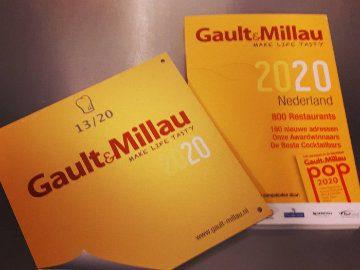 13/20
Gault&Millau
MAKE LIFE TASTY
2020
www.gault-millau.nl
Gault&Millau
MAKE LIFE TASTY
2020
Nederland
800 Restaurants
180 nieuwe adressen
Onze Awardwinnaars
De Beste Cocktailbars
Gault&Millau
pop
2020